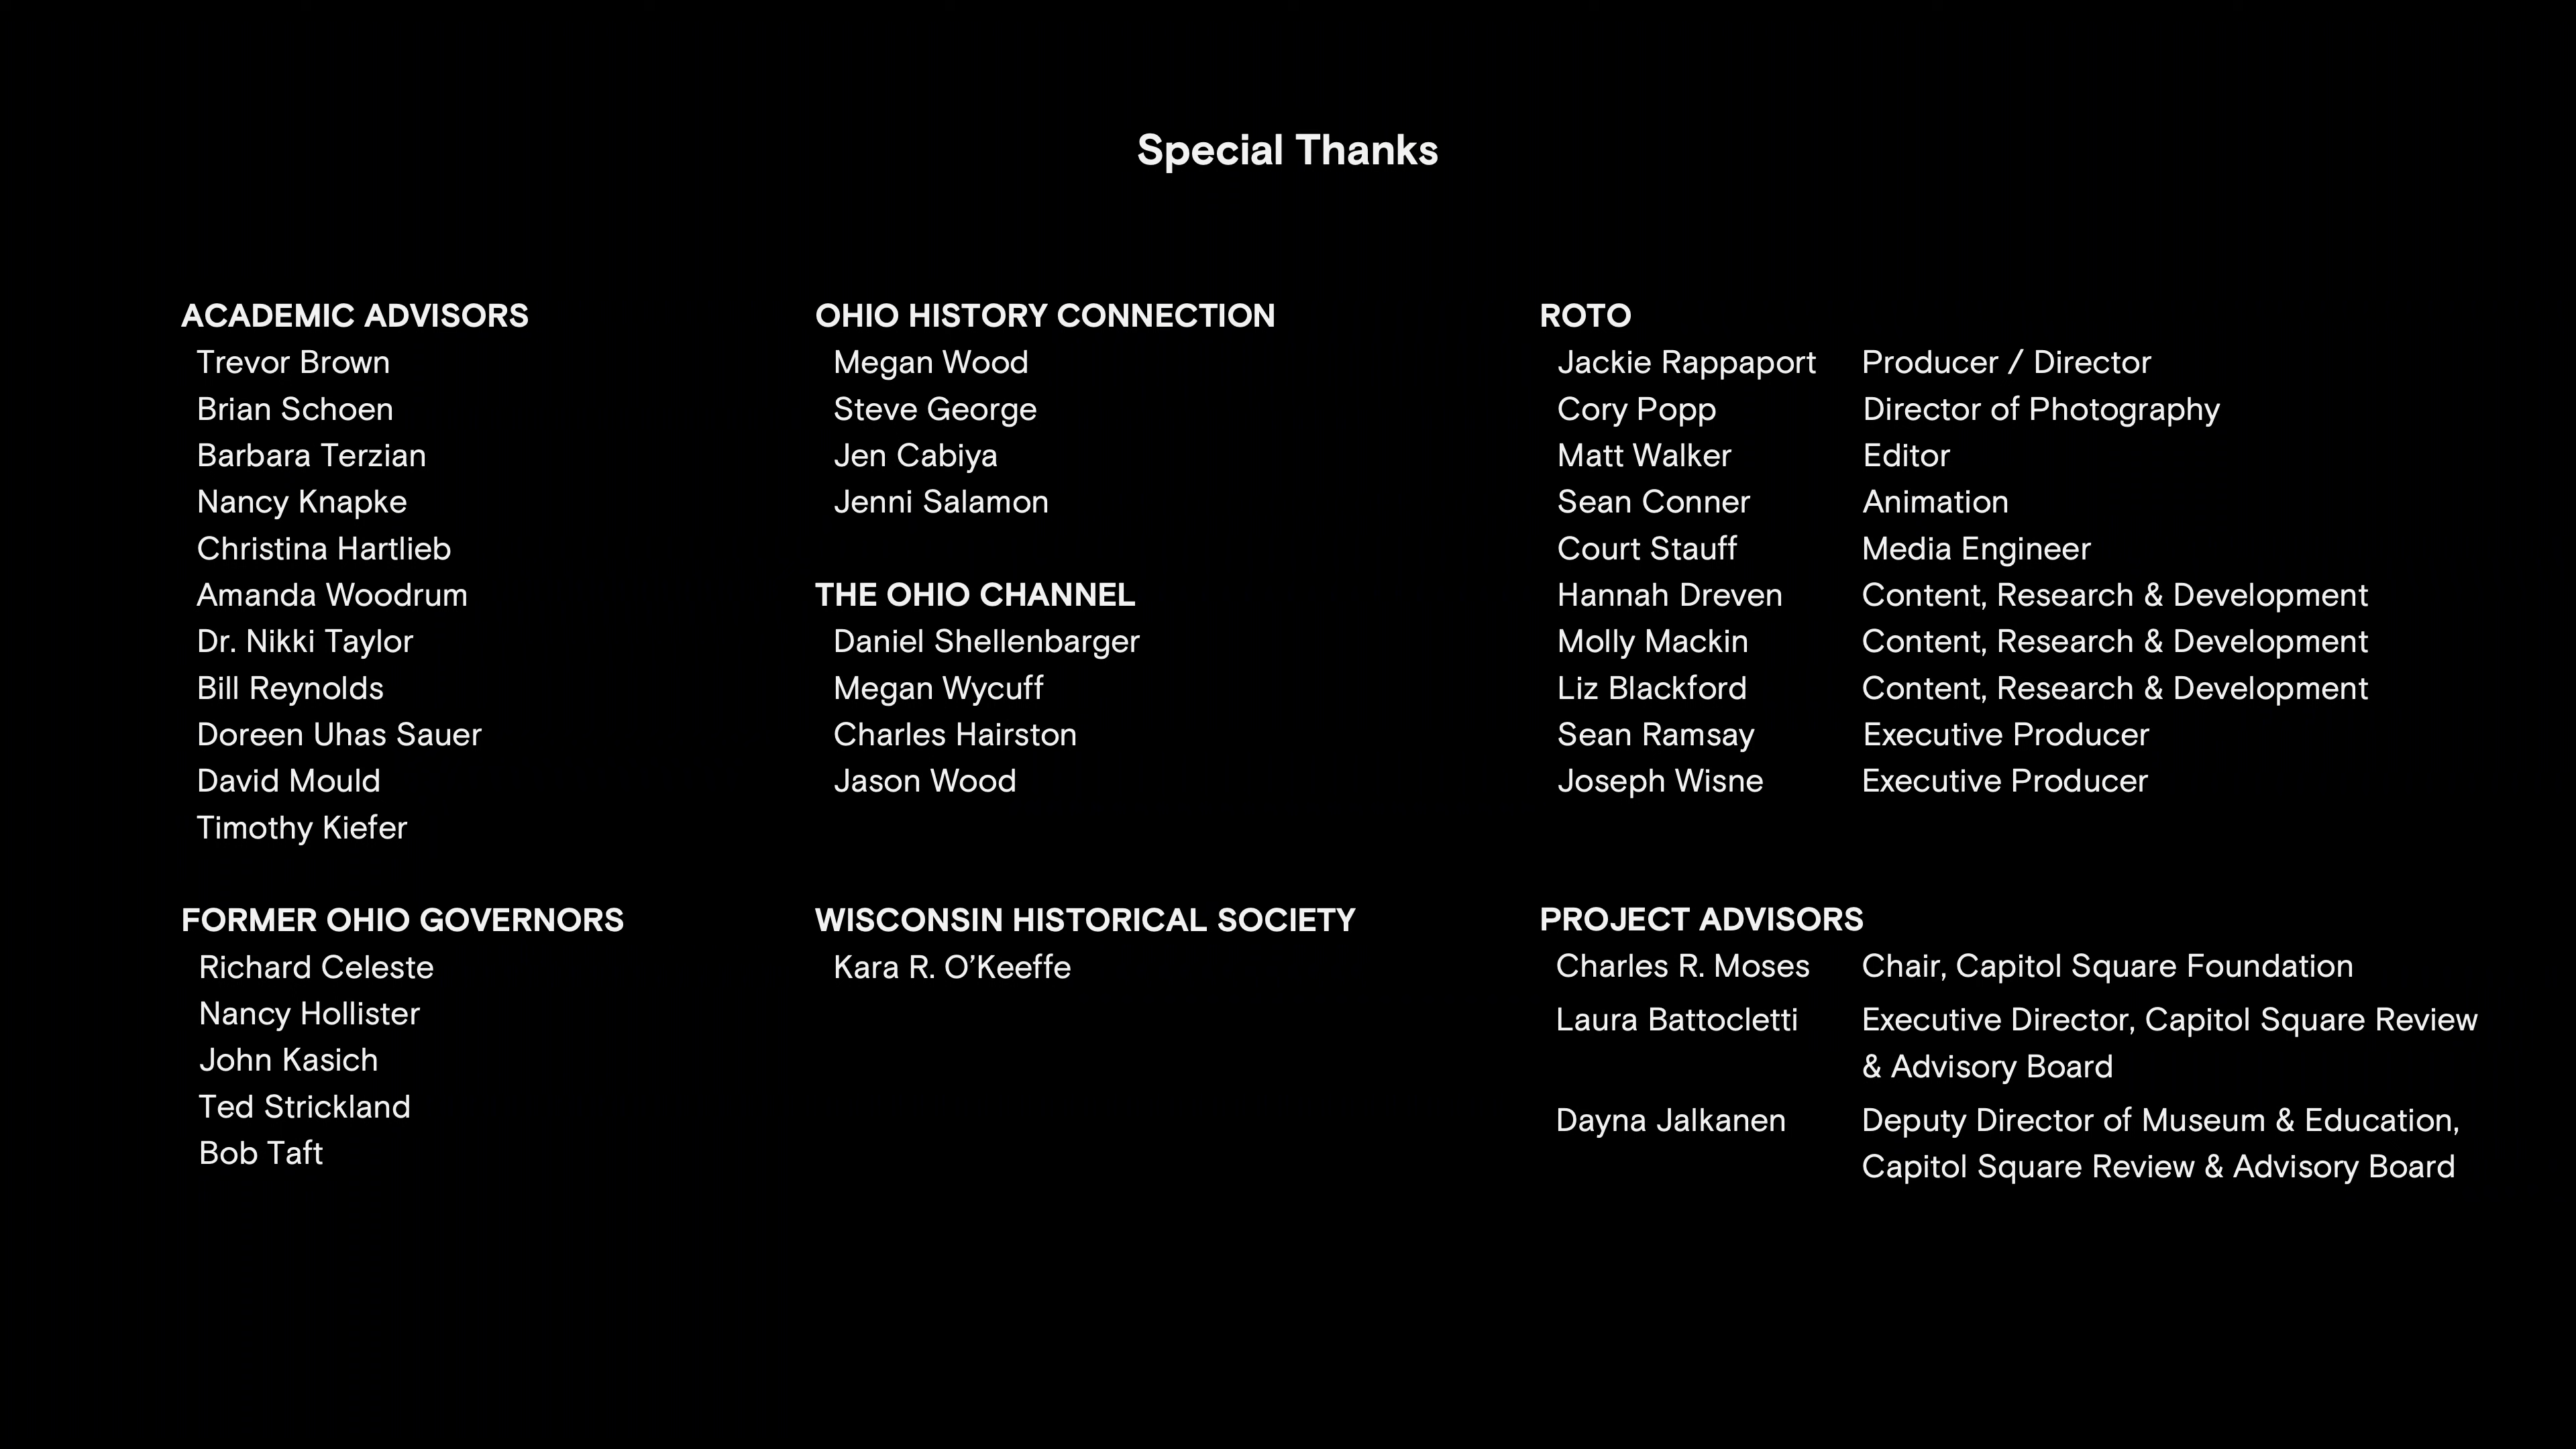 Special Thanks
ACADEMIC ADVISORS
Trevor Brown
Brian Schoen
Barbara Terzian
Nancy Knapke
Christina Hartlieb
Amanda Woodrum
Dr. Nikki Taylor
Bill Reynolds
Doreen Uhas Sauer
David Mould
Timothy Kiefer
FORMER OHIO GOVERNORS
Richard Celeste
Nancy Hollister
John Kasich
Ted Strickland
Bob Taft
OHIO HISTORY CONNECTION
Megan Wood
Steve George
Jen Cabiya
Jenni Salamon
THE OHIO CHANNEL
Daniel Shellenbarger
Megan Wycuff
Charles Hairston
Jason Wood
WISCONSIN HISTORICAL SOCIETY
Kara R. O’Keeffe
ROTO
Jackie Rappaport Producer / Director
Cory Popp Director of Photography
Matt Walker Editor
Sean Conner Animation
Court Stauff Media Engineer
Hannah Dreven Content, Research & Development
Molly Mackin Content, Research & Development
Liz Blackford Content, Research & Development
Sean Ramsay Executive Producer
Joseph Wisne Executive Producer
PROJECT ADVISORS
Charles R. Moses Chair, Capitol Square Foundation
Laura Battocletti Executive Director, Capitol Square Review
& Advisory Board
Dayna Jalkanen Deputy Director of Museum & Education,
Capitol Square Review & Advisory Board